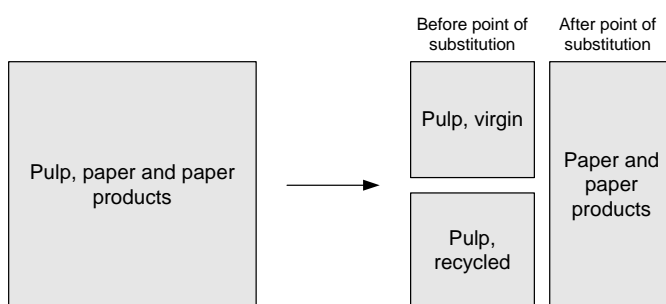 Before point of
substitution
After point of
substitution
Pulp, paper and paper
products
Pulp, virgin
Pulp,
recycled
Paper and
paper
products